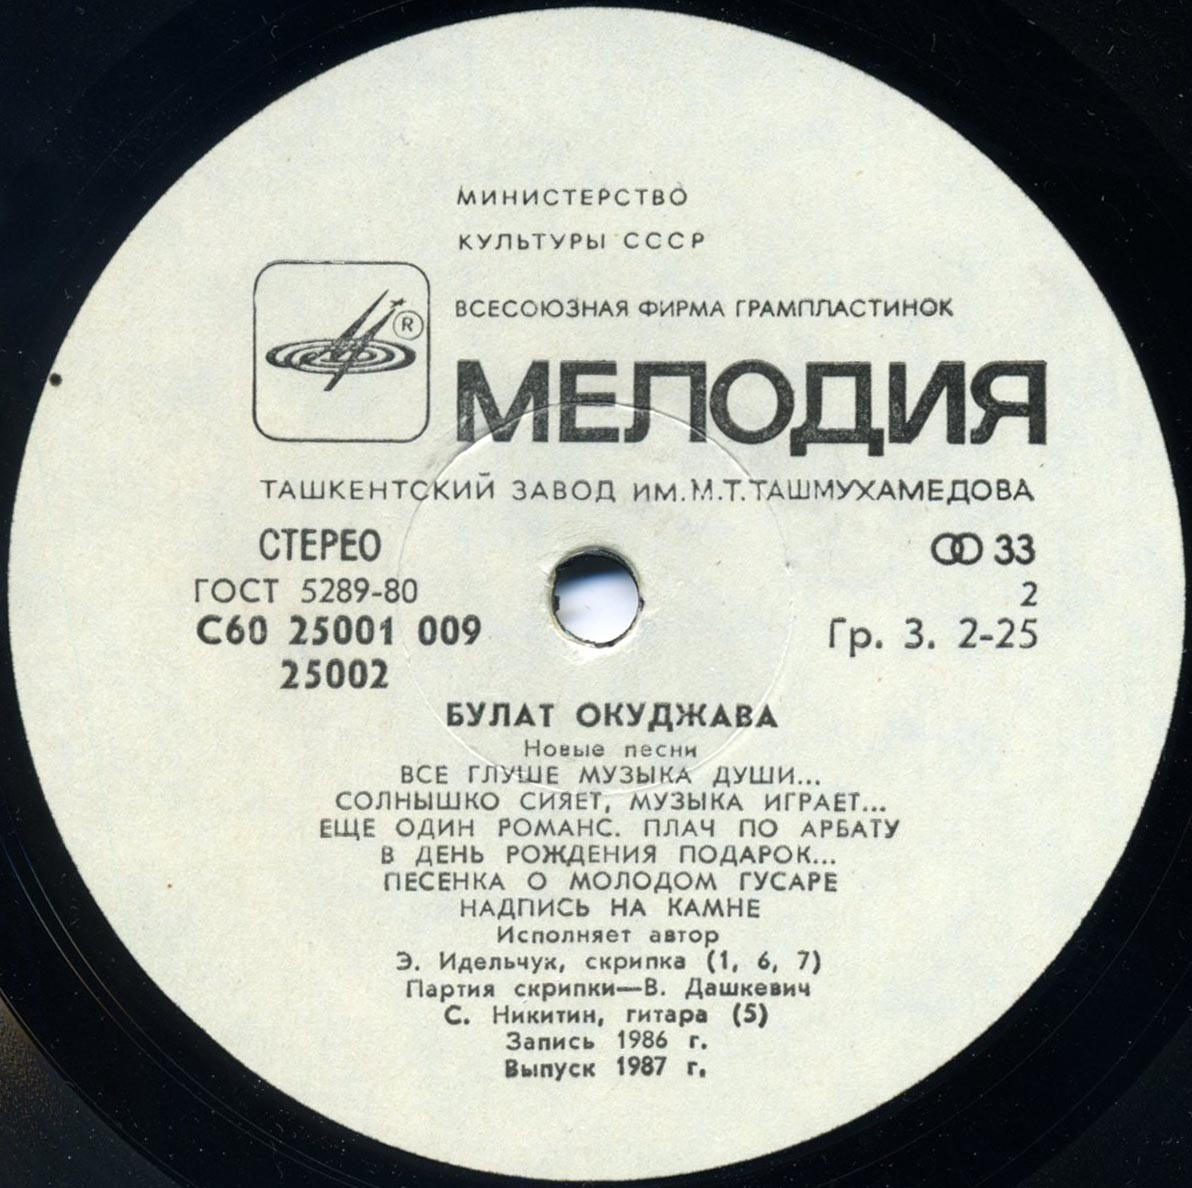 МИНИСТЕРСТВО
КУЛЬТУРЫ СССР
ВСЕСОЮЗНАЯ ФИРМА ГРАМПЛАСТИНОК
®
МЕЛОДИЯ
ТАШКЕНТСКИЙ ЗАВОД ИМ.М.Т.ТАШМУХАМЕДОВА
СТЕРЕО 33
ГОСТ 5289-80 2
С60 25001 009 Гр. 3. 2-25
25002
БУЛАТ ОКУДЖАВА
Новые песни
ВСЕ ГЛУШЕ МУЗЫКА ДУШИ...
СОЛНЫШКО СИЯЕТ, МУЗЫКА ИГРАЕТ...
ЕЩЕ ОДИН РОМАНС. ПЛАЧ ПО АРБАТУ
В ДЕНЬ РОЖДЕНИЯ ПОДАРОК...
ПЕСЕНКА О МОЛОДОМ ГУСАРЕ
НАДПИСЬ НА КАМНЕ
Исполняет автор
Э. Идельчук, скрипка (1, 6, 7)
Партия скрипки—В. Дашкевич
С. Никитин, гитара (5)
Запись 1986 г.
Выпуск 1987 г.